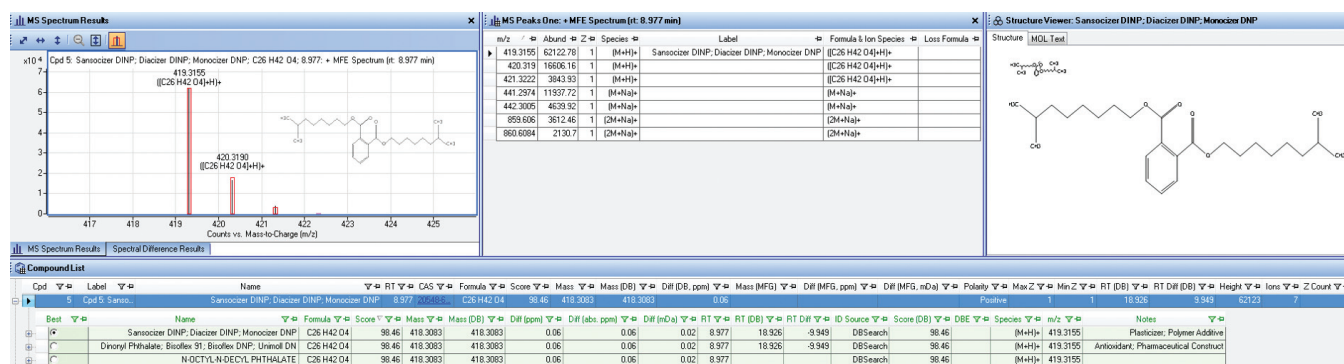 MS Spectrum Results
x10 4
Cpd 5: Sansocizer DINP; Diacizer DINP; Monocizer DNP; C26 H42 O4; 8.977: + MFE Spectrum (rt: 8.977 min)
7
6
5
4
3
2
1
0
419.3155
([C26 H42 O4]+H)+
420.3190
([C26 H42 O4]+H)+
417 418 419 420 421 422 423 424 425
Counts vs. Mass-to-Charge (m/z)
MS Spectrum Results Spectral Difference Results
MS Peaks One: + MFE Spectrum (rt: 8.977 min)
m/z Abund Z Species Label Formula & Ion Species Loss Formula
419.3155 62122.78 1 (M+H)+ Sansocizer DINP; Diacizer DINP; Monocizer DNP ([C26 H42 O4]+H)+
420.319 16606.16 1 (M+H)+ ([C26 H42 O4]+H)+
421.3222 3843.93 1 (M+H)+ ([C26 H42 O4]+H)+
441.2974 11937.72 1 (M+Na)+ (M+Na)+
442.3005 4639.92 1 (M+Na)+ (M+Na)+
859.606 3612.46 1 (2M+Na)+ (2M+Na)+
860.6084 2130.7 1 (2M+Na)+ (2M+Na)+
Structure Viewer: Sansocizer DINP; Diacizer DINP; Monocizer DNP
Structure MOL Text
H3C
CH3
O
O
O
O
CH3
CH3
Compound List
Cpd Label Name RT CAS Formula Score Mass Mass (DB) Diff (DB, ppm) Mass (MFG) Diff (MFG, ppm) Diff (MFG, mDa) Polarity Max Z Min Z RT (DB) RT Diff (DB) Height Ions Z Count
5 Cpd 5: Sanso... Sansocizer DINP; Diacizer DINP; Monocizer DNP 8.977 20548-6... C26 H42 O4 98.46 418.3083 418.3083 0.06 Positive 1 1 18.926 9.949 62123 7
Best Name Formula Score Mass Mass (DB) Diff (ppm) Diff (abs. ppm) Diff (mDa) RT RT (DB) RT Diff ID Source Score (DB) DBE Species m/z Notes
Sansocizer DINP; Diacizer DINP; Monocizer DNP C26 H42 O4 98.46 418.3083 418.3083 0.06 0.06 0.02 8.977 18.926 -9.949 DBSearch 98.46 (M+H)+ 419.3155 Plasticizer; Polymer Additive
Dinonyl Phthalate; Bisoflex 91; Bisoflex DNP; Unimoll DN C26 H42 O4 98.46 418.3083 418.3083 0.06 0.06 0.02 8.977 18.926 -9.949 DBSearch 98.46 (M+H)+ 419.3155 Antioxidant; Pharmaceutical Construct
N-OCTYL-N-DECYL PHTHALATE C26 H42 O4 98.46 418.3083 418.3083 0.06 0.06 0.02 8.977 DBSearch 98.46 (M+H)+ 419.3155